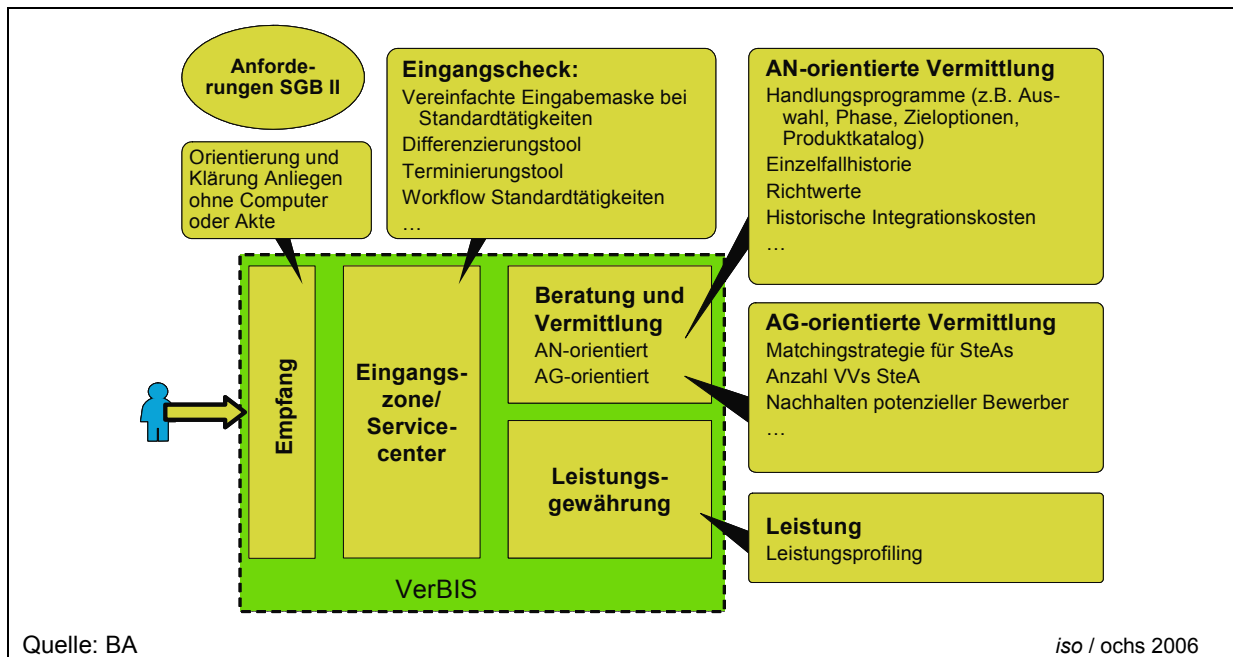 Anforde-
rungen SGB II
Orientierung und
Klärung Anliegen
ohne Computer
oder Akte
Eingangscheck:
Vereinfachte Eingabemaske bei
Standardtätigkeiten
Differenzierungstool
Terminierungstool
Workflow Standardtätigkeiten
…
AN-orientierte Vermittlung
Handlungsprogramme (z.B. Aus-
wahl, Phase, Zieloptionen,
Produktkatalog)
Einzelfallhistorie
Richtwerte
Historische Integrationskosten
…
Empfang
Eingangs-
zone/
Service-
center
Beratung und
Vermittlung
AN-orientiert
AG-orientiert
Leistungs-
gewährung
VerBIS
AG-orientierte Vermittlung
Matchingstrategie für SteAs
Anzahl VVs SteA
Nachhalten potenzieller Bewerber
…
Leistung
Leistungsprofiling
Quelle: BA
iso / ochs 2006